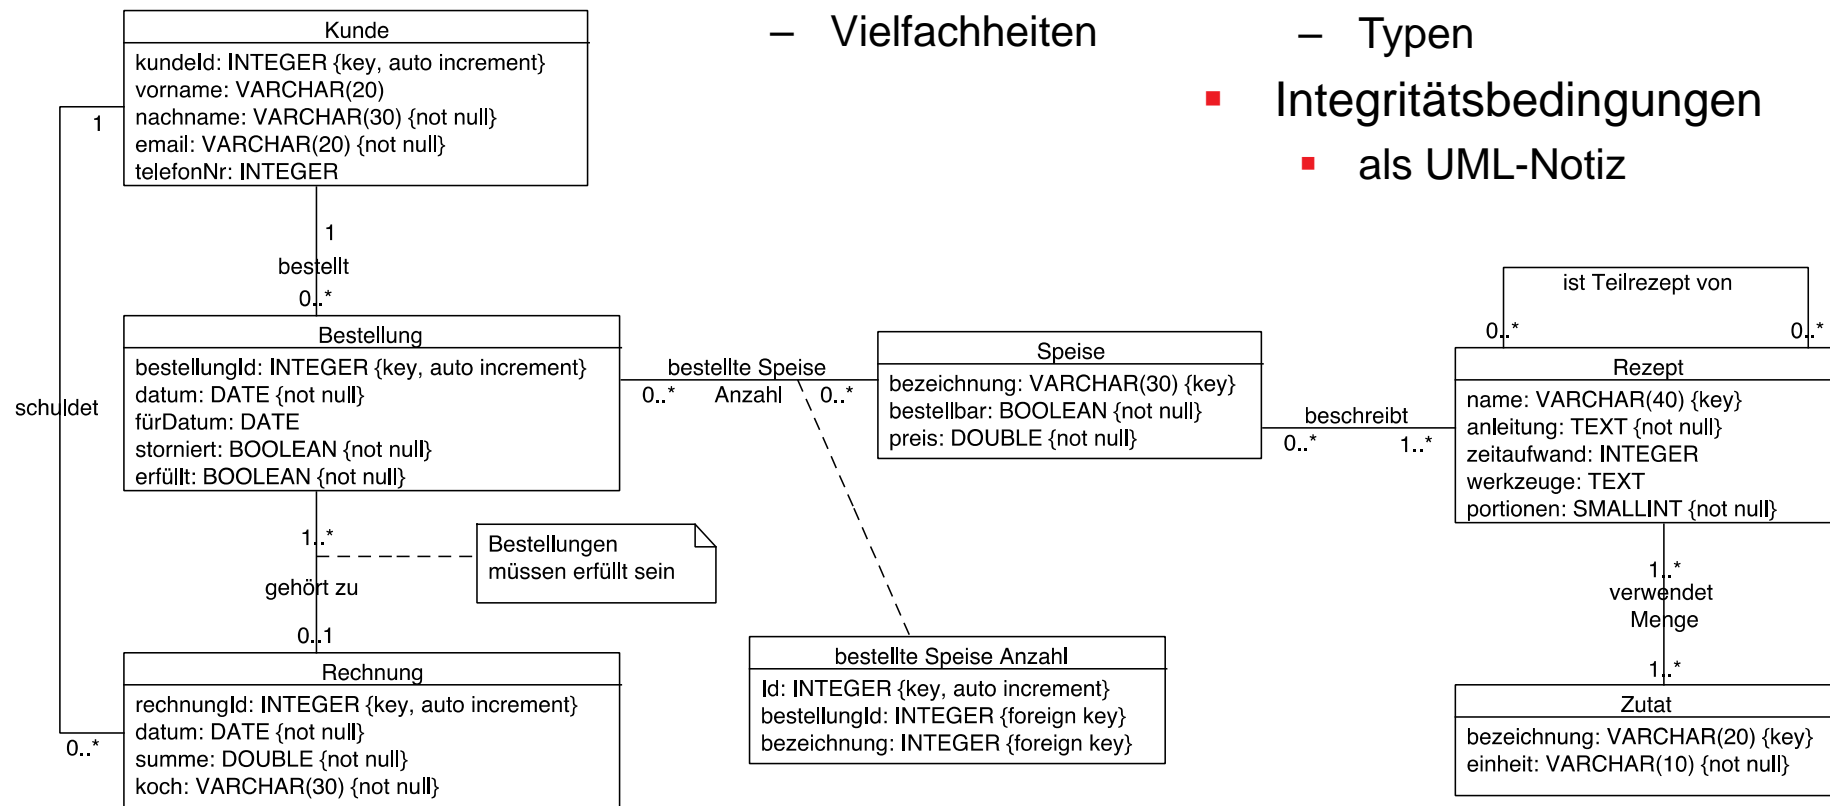 – Vielfachheiten
– Typen
▪ Integritätsbedingungen
▪ als UML-Notiz
Kunde
kundeId: INTEGER {key, auto increment}
vorname: VARCHAR(20)
nachname: VARCHAR(30) {not null}
email: VARCHAR(20) {not null}
telefonNr: INTEGER
1
1
bestellt
0..*
schuldet
0..*
Bestellung
bestellungId: INTEGER {key, auto increment}
datum: DATE {not null}
fürDatum: DATE
storniert: BOOLEAN {not null}
erfüllt: BOOLEAN {not null}
bestellte Speise
0..* Anzahl 0..*
Speise
bezeichnung: VARCHAR(30) {key}
bestellbar: BOOLEAN {not null}
preis: DOUBLE {not null}
beschreibt
0..* 1..*
ist Teilrezept von
0..* 0..*
Rezept
name: VARCHAR(40) {key}
anleitung: TEXT {not null}
zeitaufwand: INTEGER
werkzeuge: TEXT
portionen: SMALLINT {not null}
1..*
gehört zu
0..1
Bestellungen
müssen erfüllt sein
Rechnung
rechnungId: INTEGER {key, auto increment}
datum: DATE {not null}
summe: DOUBLE {not null}
koch: VARCHAR(30) {not null}
bestellte Speise Anzahl
Id: INTEGER {key, auto increment}
bestellungId: INTEGER {foreign key}
bezeichnung: INTEGER {foreign key}
1..*
verwendet
Menge
1..*
Zutat
bezeichnung: VARCHAR(20) {key}
einheit: VARCHAR(10) {not null}